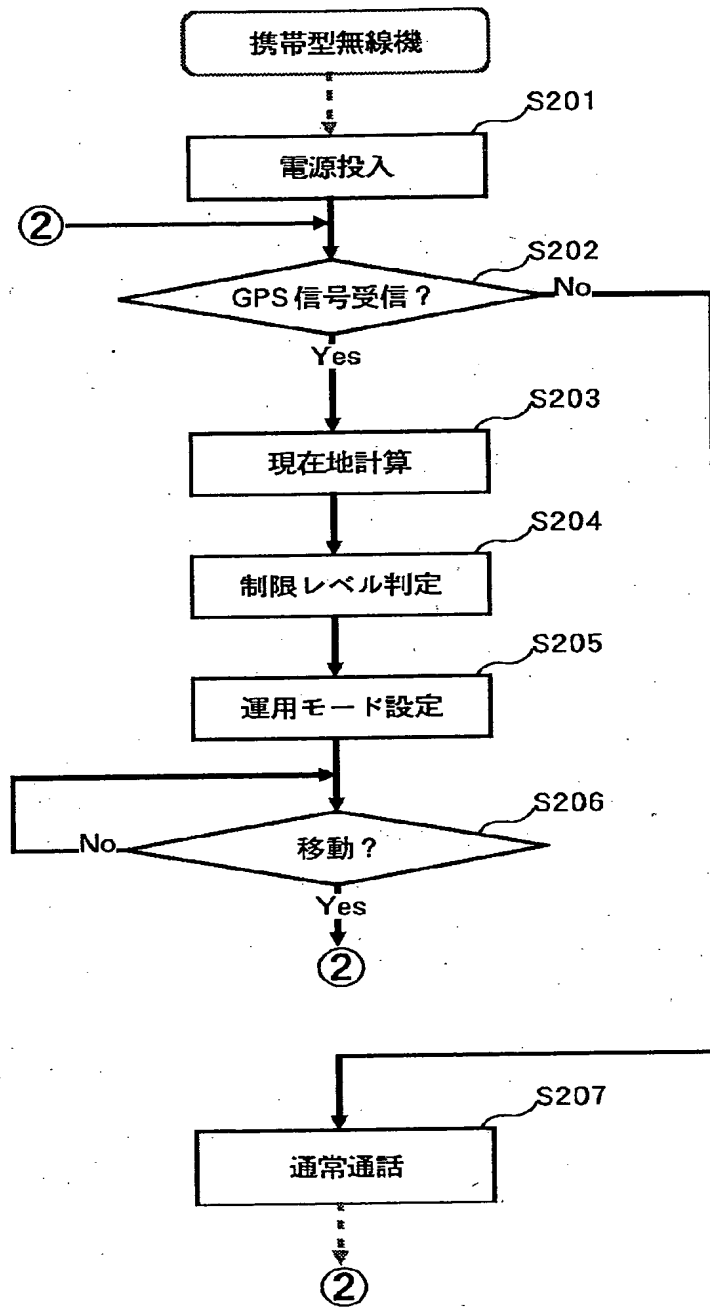 携帯型無線機
S201
電源投入
②
S202
GPS信号受信？
No
Yes
S203
現在地計算
S204
制限レベル判定
S205
運用モード設定
S206
移動？
No
Yes
②
S207
通常通話
②